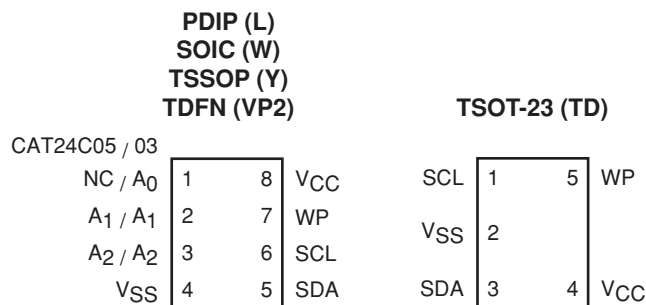 PDIP (L)
SOIC (W)
TSSOP (Y)
TDFN (VP2)
CAT24C05 / 03
NC / A0 1 8 VCC
A1 / A1 2 7 WP
A2 / A2 3 6 SCL
VSS 4 5 SDA
TSOT-23 (TD)
SCL 1 5 WP
VSS 2
SDA 3 4 VCC